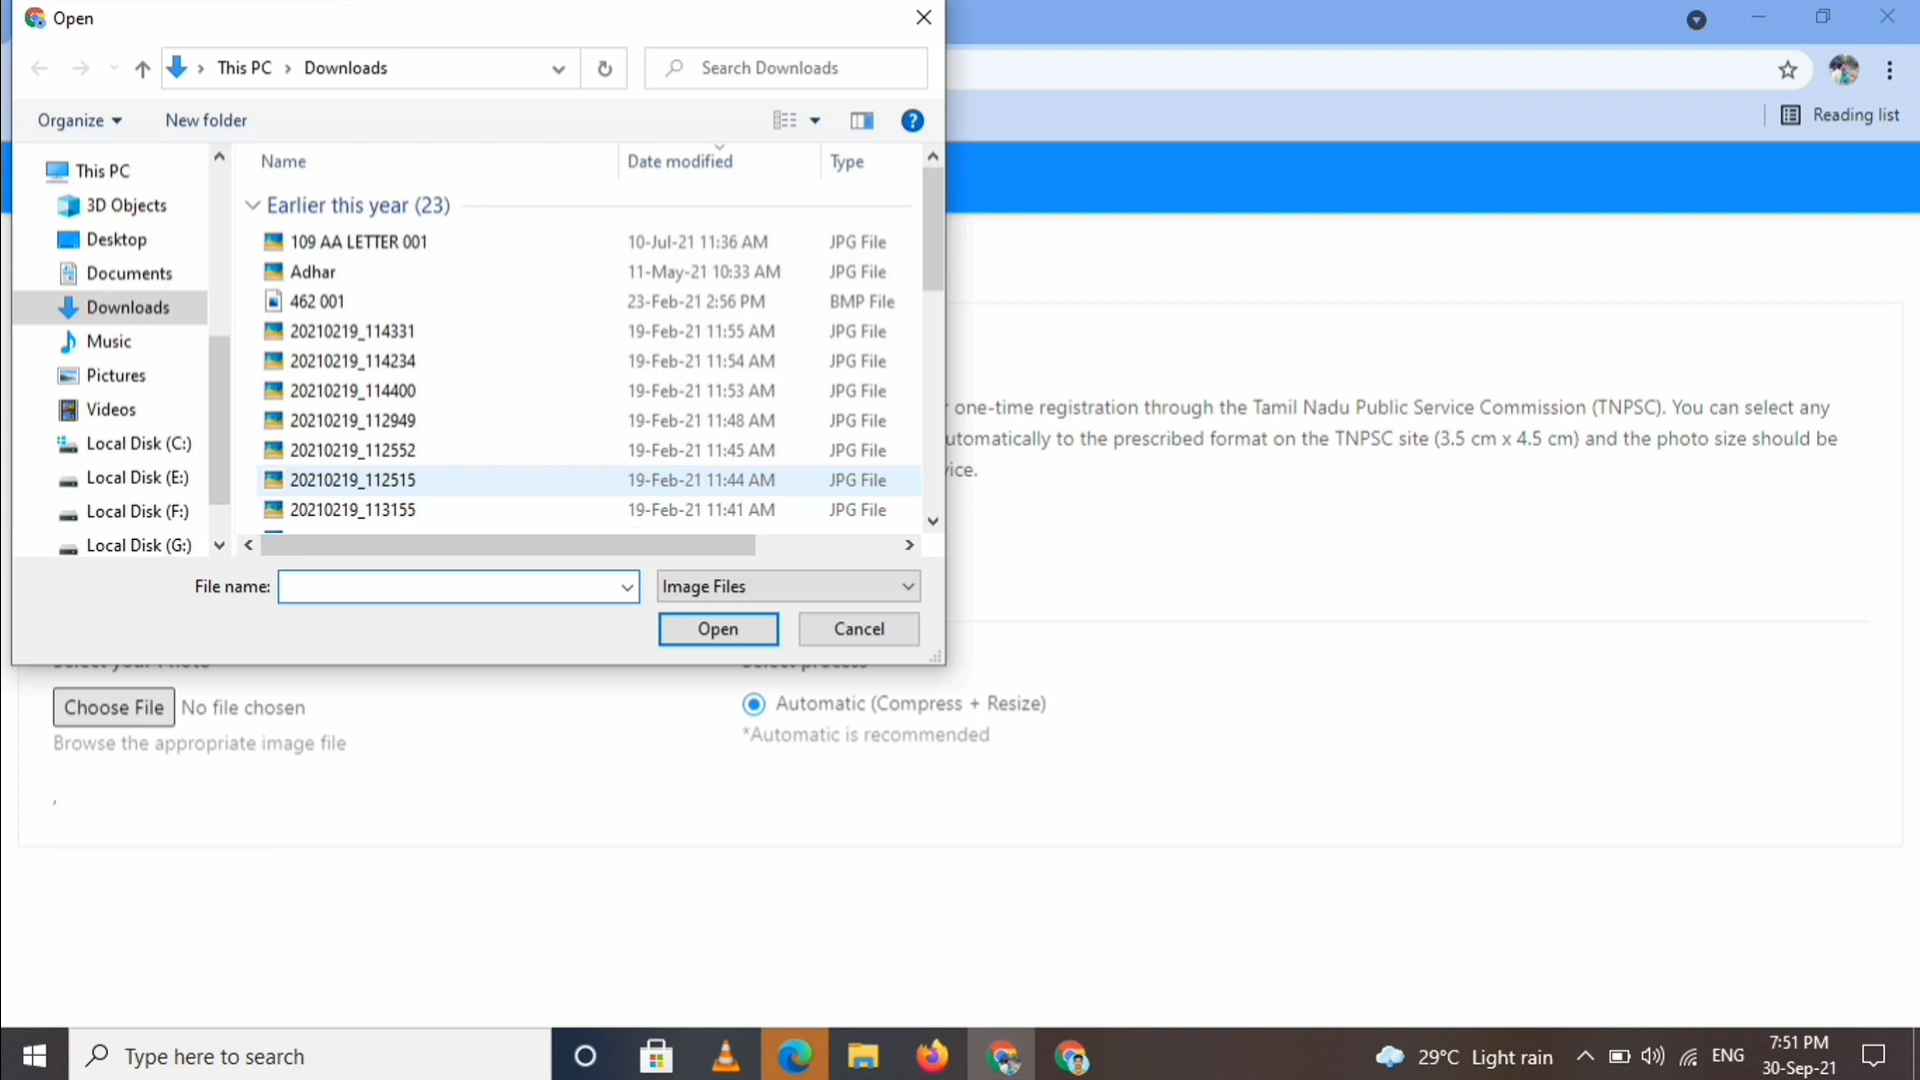 Open
This PC > Downloads
Search Downloads
Organize
New folder
Reading list
This PC
3D Objects
Desktop
Documents
Downloads
Music
Pictures
Videos
Local Disk (C:)
Local Disk (E:)
Local Disk (F:)
Local Disk (G:)
Name Date modified Type
Earlier this year (23)
109 AA LETTER 001 10-Jul-21 11:36 AM JPG File
Adhar 11-May-21 10:33 AM JPG File
462 001 23-Feb-21 2:56 PM BMP File
20210219_114331 19-Feb-21 11:55 AM JPG File
20210219_114234 19-Feb-21 11:54 AM JPG File
20210219_114400 19-Feb-21 11:53 AM JPG File
20210219_112949 19-Feb-21 11:48 AM JPG File
20210219_112552 19-Feb-21 11:45 AM JPG File
20210219_112515 19-Feb-21 11:44 AM JPG File
20210219_113155 19-Feb-21 11:41 AM JPG File
File name:
Image Files
Open
Cancel
one-time registration through the Tamil Nadu Public Service Commission (TNPSC). You can select any
utomatically to the prescribed format on the TNPSC site (3.5 cm x 4.5 cm) and the photo size should be
vice.
Select your Photo
Choose File No file chosen
Browse the appropriate image file
,
Select process
Automatic (Compress + Resize)
*Automatic is recommended
Type here to search
29°C Light rain
ENG
7:51 PM
30-Sep-21